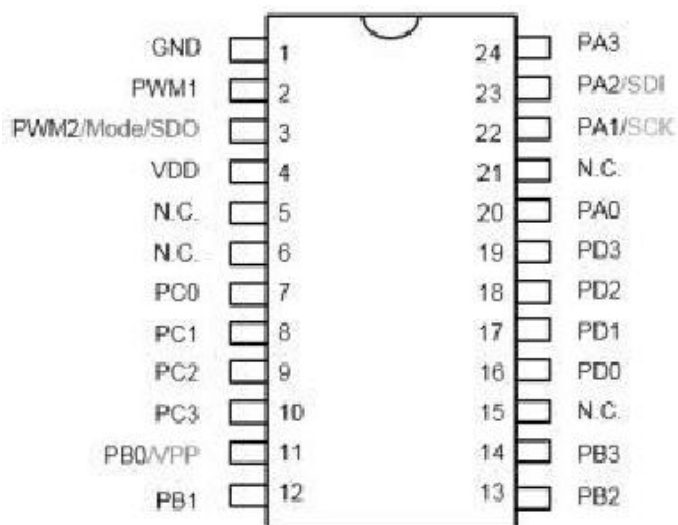 GND 1 24 PA3
PWM1 2 23 PA2/SDI
PWM2/Mode/SDO 3 22 PA1/SCK
VDD 4 21 N.C.
N.C. 5 20 PA0
N.C. 6 19 PD3
PC0 7 18 PD2
PC1 8 17 PD1
PC2 9 16 PD0
PC3 10 15 N.C.
PB0/VPP 11 14 PB3
PB1 12 13 PB2